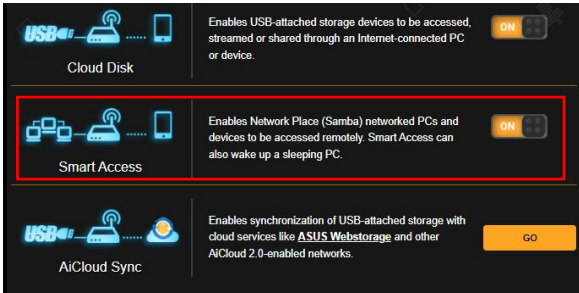 Enables USB-attached storage devices to be accessed,
streamed or shared through an Internet-connected PC
or device.
ON
USB
Cloud Disk
Enables Network Place (Samba) networked PCs and
devices to be accessed remotely. Smart Access can
also wake up a sleeping PC.
ON
Smart Access
Enables synchronization of USB-attached storage with
cloud services like ASUS Webstorage and other
AiCloud 2.0-enabled networks.
GO
USB
AiCloud Sync